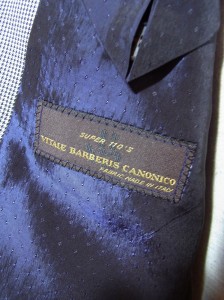 SUPER 110'S
VITALE BARBERIS CANONICO
FABRIC MADE IN ITALY